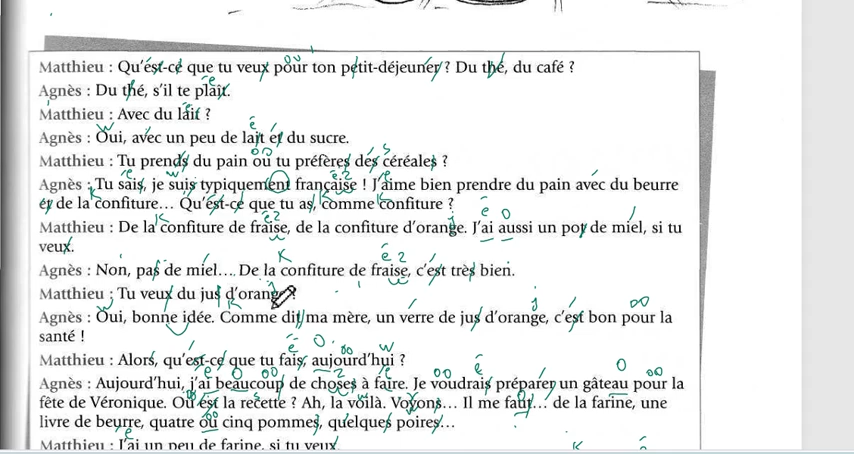 Matthieu : Qu'est-ce que tu veux pour ton petit-déjeuner ? Du thé, du café ?
Agnès : Du thé, s'il te plaît.
Matthieu : Avec du lait ?
Agnès : Oui, avec un peu de lait et du sucre.
Matthieu : Tu prends du pain ou tu préfères des céréales ?
Agnès : Tu sais, je suis typiquement française ! J'aime bien prendre du pain avec du beurre
et de la confiture… Qu'est-ce que tu as, comme confiture ?
Matthieu : De la confiture de fraise, de la confiture d'orange. J'ai aussi un pot de miel, si tu
veux.
Agnès : Non, pas de miel… De la confiture de fraise, c'est très bien.
Matthieu : Tu veux du jus d'orange ?
Agnès : Oui, bonne idée. Comme dit ma mère, un verre de jus d'orange, c'est bon pour la
santé !
Matthieu : Alors, qu'est-ce que tu fais, aujourd'hui ?
Agnès : Aujourd'hui, j'ai beaucoup de choses à faire. Je voudrais préparer un gâteau pour la
fête de Véronique. Où est la recette ? Ah, la voilà. Voyons… Il me faut… de la farine, une
livre de beurre, quatre ou cinq pommes, quelques poires…
Matthieu : J'ai un peu de farine, si tu veux.